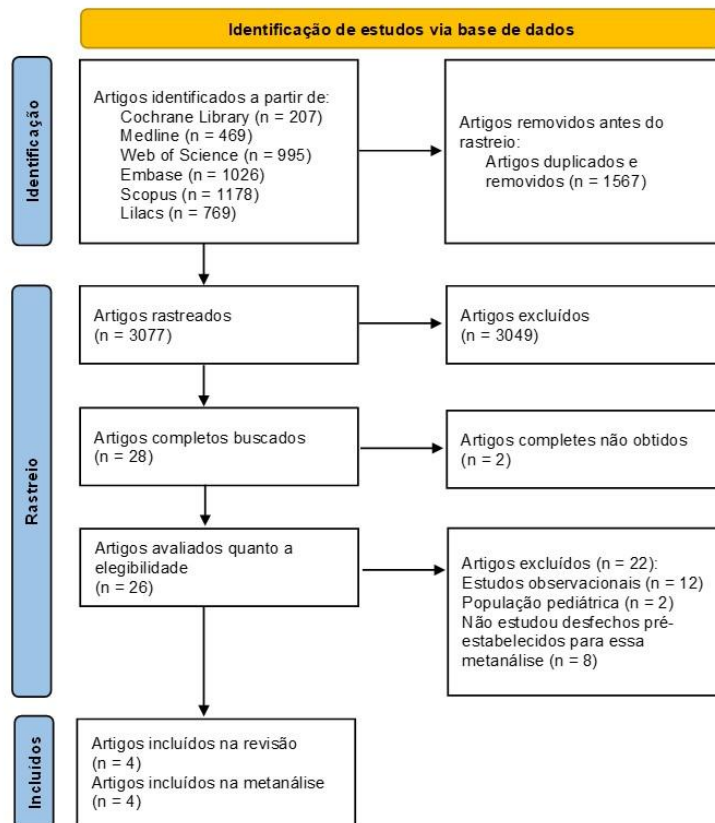 Identificação de estudos via base de dados
Identificação
Artigos identificados a partir de:
Cochrane Library (n = 207)
Medline (n = 469)
Web of Science (n = 995)
Embase (n = 1026)
Scopus (n = 1178)
Lilacs (n = 769)
Artigos removidos antes do
rastreio:
Artigos duplicados e
removidos (n = 1567)
Rastreio
Artigos rastreados
(n = 3077)
Artigos excluídos
(n = 3049)
Artigos completos buscados
(n = 28)
Artigos completes não obtidos
(n = 2)
Artigos avaliados quanto a
elegibilidade
(n = 26)
Artigos excluídos (n = 22):
Estudos observacionais (n = 12)
População pediátrica (n = 2)
Não estudou desfechos pré-
estabelecidos para essa
metanálise (n = 8)
Incluídos
Artigos incluídos na revisão
(n = 4)
Artigos incluídos na metanálise
(n = 4)